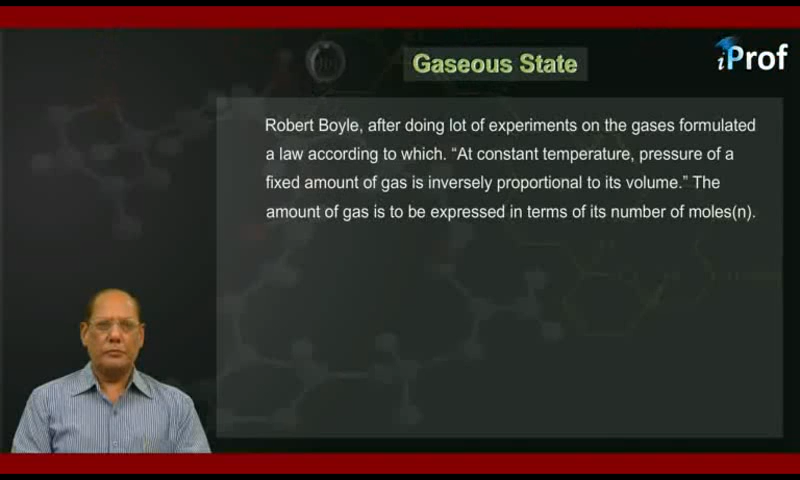 Gaseous State
iProf
Robert Boyle, after doing lot of experiments on the gases formulated
a law according to which. “At constant temperature, pressure of a
fixed amount of gas is inversely proportional to its volume.” The
amount of gas is to be expressed in terms of its number of moles(n).